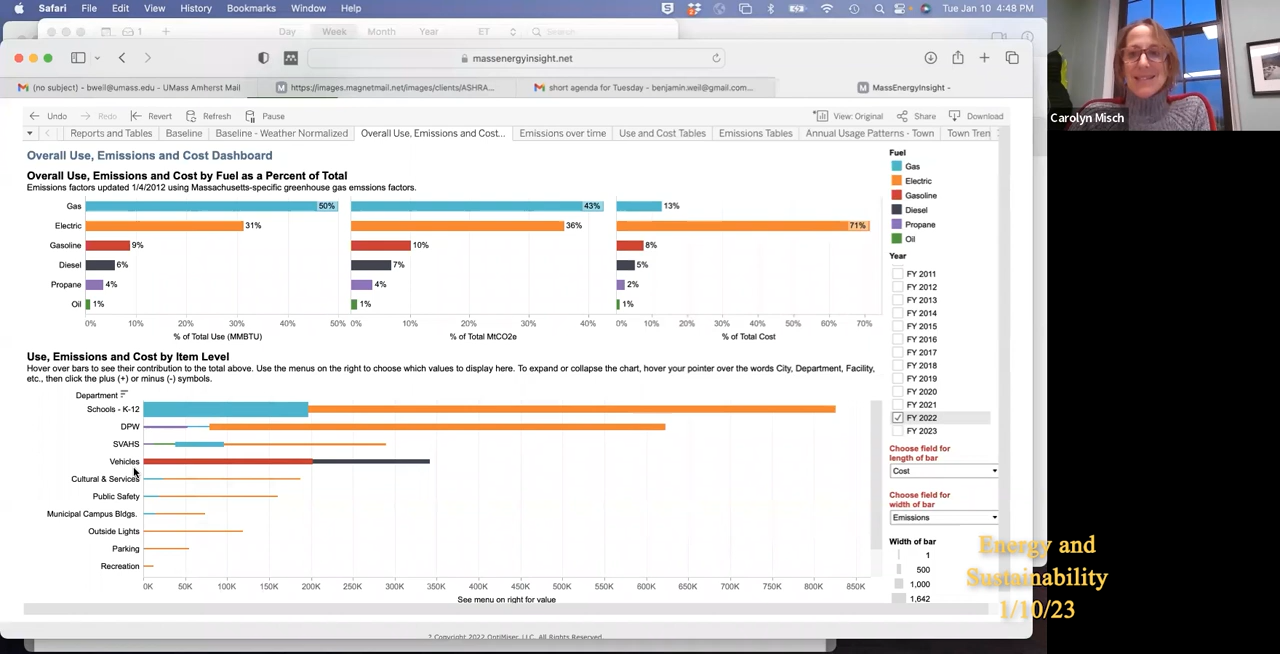 Safari File Edit View History Bookmarks Window Help Tue Jan 10 4:48 PM
Day Week Month Year ET Search
massenergyinsight.net
(no subject) - bweil@umass.edu - UMass Amherst Mail https://images.magnetmail.net/images/clients/ASHRA... short agenda for Tuesday - benjamin.weil@gmail.com... MassEnergyInsight -
Undo Redo Revert Refresh Pause View: Original Share Download
Reports and Tables Baseline Baseline - Weather Normalized Overall Use, Emissions and Cost... Emissions over time Use and Cost Tables Emissions Tables Annual Usage Patterns - Town Town Tren
Overall Use, Emissions and Cost Dashboard
Overall Use, Emissions and Cost by Fuel as a Percent of Total
Emissions factors updated 1/4/2012 using Massachusetts-specific greenhouse gas emssions factors.
Gas 50% 43% 13%
Electric 31% 36% 71%
Gasoline 9% 10% 8%
Diesel 6% 7% 5%
Propane 4% 4% 2%
Oil 1% 1% 1%
0% 10% 20% 30% 40% 50% 0% 10% 20% 30% 40% 0% 10% 20% 30% 40% 50% 60% 70%
% of Total Use (MMBTU) % of Total MtCO2e % of Total Cost
Use, Emissions and Cost by Item Level
Hover over bars to see their contribution to the total above. Use the menus on the right to choose which values to display here. To expand or collapse the chart, hover your pointer over the words City, Department, Facility,
etc., then click the plus (+) or minus (-) symbols.
Department
Schools - K-12
DPW
SVAHS
Vehicles
Cultural & Services
Public Safety
Municipal Campus Bldgs.
Outside Lights
Parking
Recreation
0K 50K 100K 150K 200K 250K 300K 350K 400K 450K 500K 550K 600K 650K 700K 750K 800K 850K
See menu on right for value
Fuel
Gas
Electric
Gasoline
Diesel
Propane
Oil
Year
FY 2011
FY 2012
FY 2013
FY 2014
FY 2015
FY 2016
FY 2017
FY 2018
FY 2019
FY 2020
FY 2021
FY 2022
FY 2023
Choose field for
length of bar
Cost
Choose field for
width of bar
Emissions
Width of bar
1
500
1,000
1,642
Copyright 2022 OptiMiser, LLC. All Rights Reserved.
Carolyn Misch
Energy and
Sustainability
1/10/23